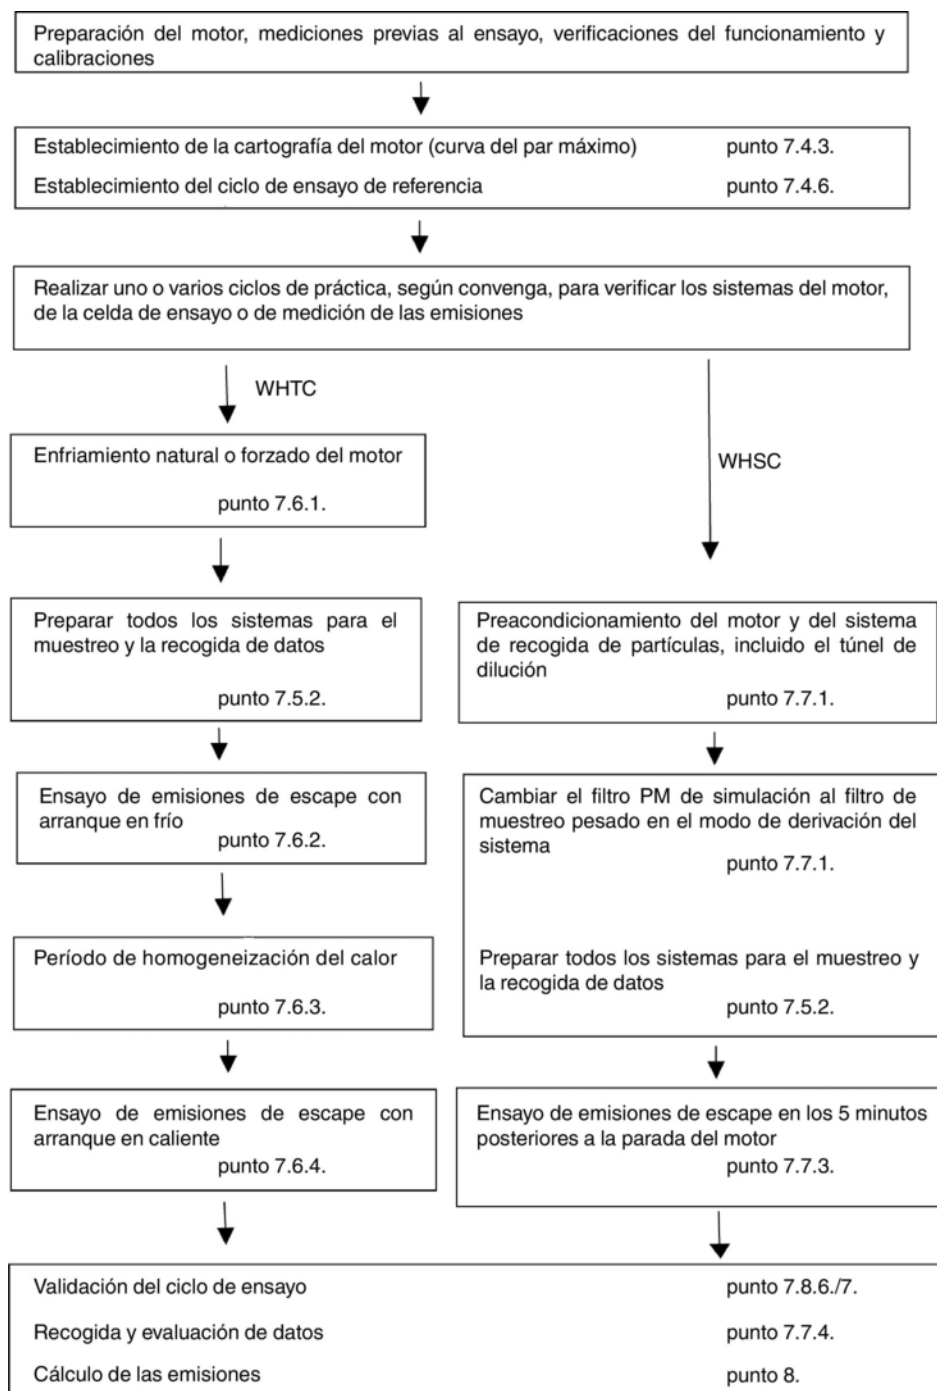 Preparación del motor, mediciones previas al ensayo, verificaciones del funcionamiento y
calibraciones
Establecimiento de la cartografía del motor (curva del par máximo) punto 7.4.3.
Establecimiento del ciclo de ensayo de referencia punto 7.4.6.
Realizar uno o varios ciclos de práctica, según convenga, para verificar los sistemas del motor,
de la celda de ensayo o de medición de las emisiones
WHTC
Enfriamiento natural o forzado del motor
punto 7.6.1.
Preparar todos los sistemas para el
muestreo y la recogida de datos
punto 7.5.2.
Ensayo de emisiones de escape con
arranque en frío
punto 7.6.2.
Período de homogeneización del calor
punto 7.6.3.
Ensayo de emisiones de escape con
arranque en caliente
punto 7.6.4.
WHSC
Preacondicionamiento del motor y del sistema
de recogida de partículas, incluido el túnel de
dilución
punto 7.7.1.
Cambiar el filtro PM de simulación al filtro de
muestreo pesado en el modo de derivación del
sistema
punto 7.7.1.
Preparar todos los sistemas para el muestreo y
la recogida de datos
punto 7.5.2.
Ensayo de emisiones de escape en los 5 minutos
posteriores a la parada del motor
punto 7.7.3.
Validación del ciclo de ensayo punto 7.8.6./7.
Recogida y evaluación de datos punto 7.7.4.
Cálculo de las emisiones punto 8.